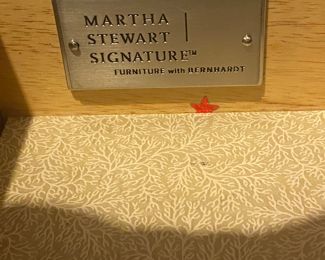 MARTHA
STEWART
SIGNATURE™
FURNITURE with BERNHARDT